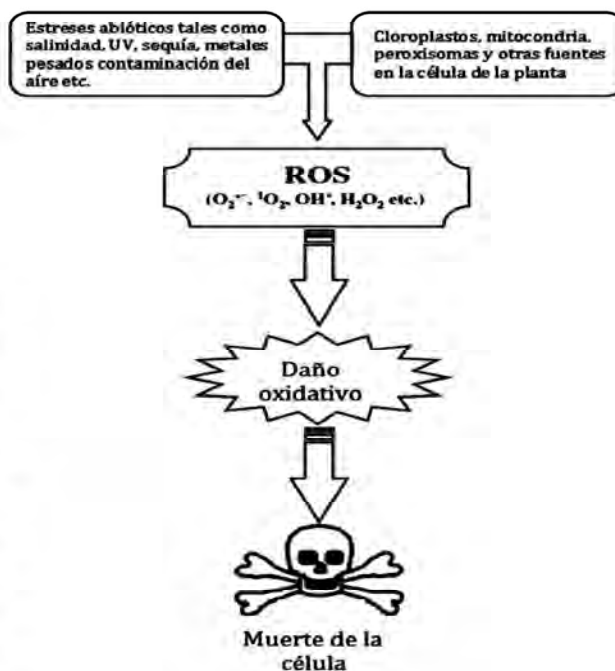 Estreses abióticos tales como
salinidad, UV, sequía, metales
pesados contaminación del
aíre etc.
Cloroplastos, mitocondria,
peroxisomas y otras fuentes
en la célula de la planta
ROS
(O₂•⁻, ¹O₂, OH•, H₂O₂ etc.)
Daño
oxidativo
Muerte de la
célula